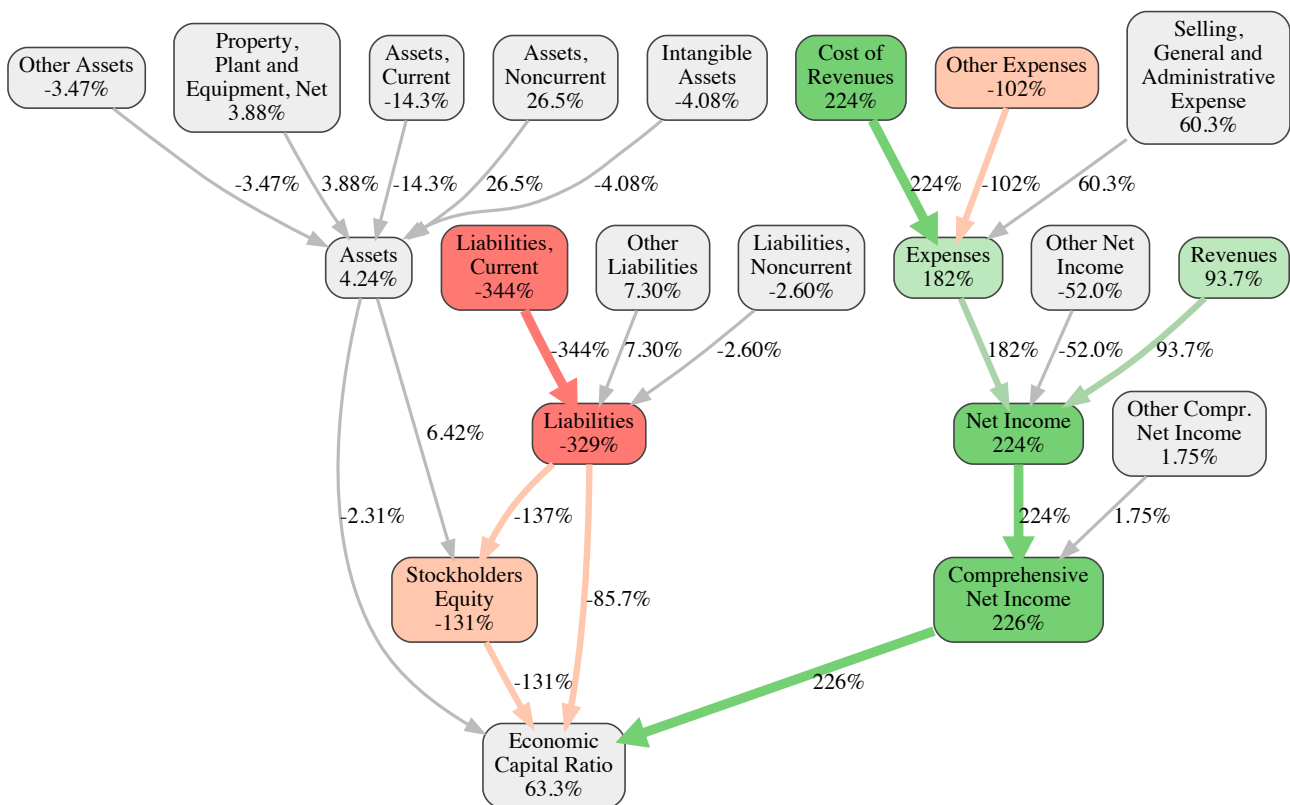 Other Assets
-3.47%
Property,
Plant and
Equipment, Net
3.88%
Assets,
Current
-14.3%
Assets,
Noncurrent
26.5%
Intangible
Assets
-4.08%
Cost of
Revenues
224%
Other Expenses
-102%
Selling,
General and
Administrative
Expense
60.3%
-3.47%
3.88%
-14.3%
26.5%
-4.08%
224%
-102%
60.3%
Assets
4.24%
Liabilities,
Current
-344%
Other
Liabilities
7.30%
Liabilities,
Noncurrent
-2.60%
Expenses
182%
Other Net
Income
-52.0%
Revenues
93.7%
-344%
7.30%
-2.60%
182%
-52.0%
93.7%
6.42%
Liabilities
-329%
Net Income
224%
Other Compr.
Net Income
1.75%
-2.31%
-137%
224%
1.75%
Stockholders
Equity
-131%
-85.7%
Comprehensive
Net Income
226%
-131%
226%
Economic
Capital Ratio
63.3%